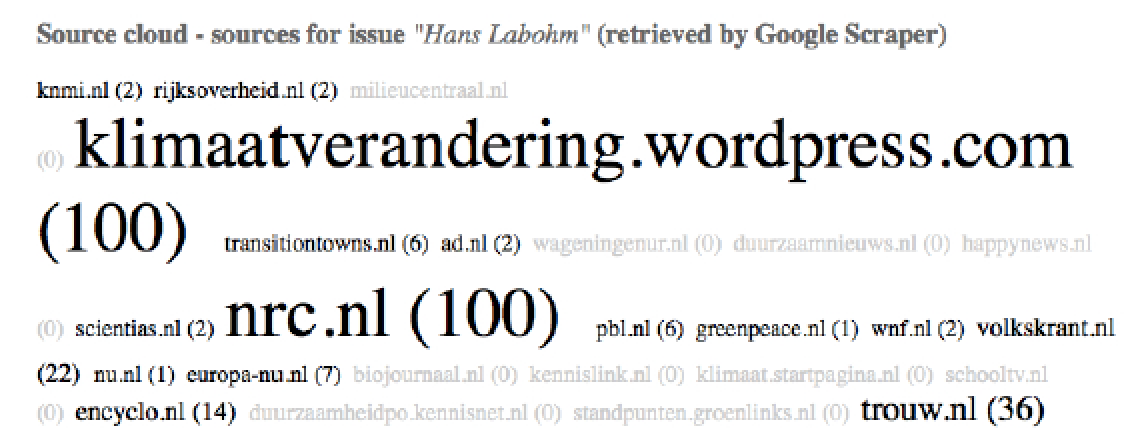 Source cloud - sources for issue "Hans Labohm" (retrieved by Google Scraper)
knmi.nl (2) rijksoverheid.nl (2) milieucentraal.nl
(0) klimaatverandering.wordpress.com
(100) transitiontowns.nl (6) ad.nl (2) wageningenur.nl (0) duurzaamnieuws.nl (0) happynews.nl
(0) scientias.nl (2) nrc.nl (100) pbl.nl (6) greenpeace.nl (1) wnf.nl (2) volkskrant.nl
(22) nu.nl (1) europa-nu.nl (7) biojournaal.nl (0) kennislink.nl (0) klimaat.startpagina.nl (0) schooltv.nl
(0) encyclo.nl (14) duurzaamheidpo.kennisnet.nl (0) standpunten.groenlinks.nl (0) trouw.nl (36)